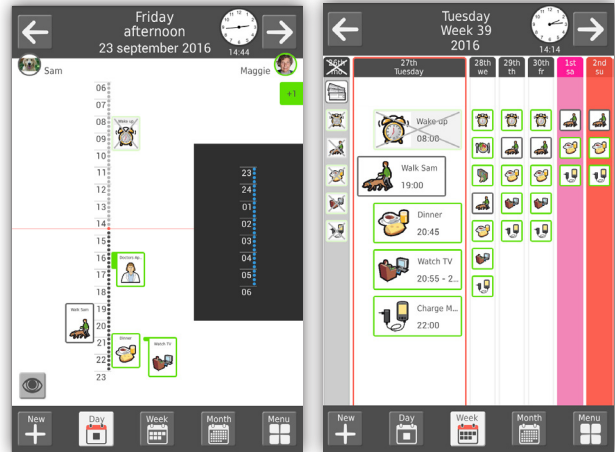 Friday
afternoon
23 september 2016
14:44
Sam
Maggie
+1
06
07
08
Wake up
09
10
11
12
13
14
15
16
Doctors Ap...
17
18
19
Walk Sam
20
21
Dinner
Watch TV
22
23
23
24
01
02
03
04
05
06
New
Day
Week
Month
Menu
Tuesday
Week 39
2016
14:14
26th
mo
27th
Tuesday
28th
we
29th
th
30th
fr
1st
sa
2nd
su
Wake up
08:00
Walk Sam
19:00
Dinner
20:45
Watch TV
20:55 - 2...
Charge M...
22:00
New
Day
Week
Month
Menu